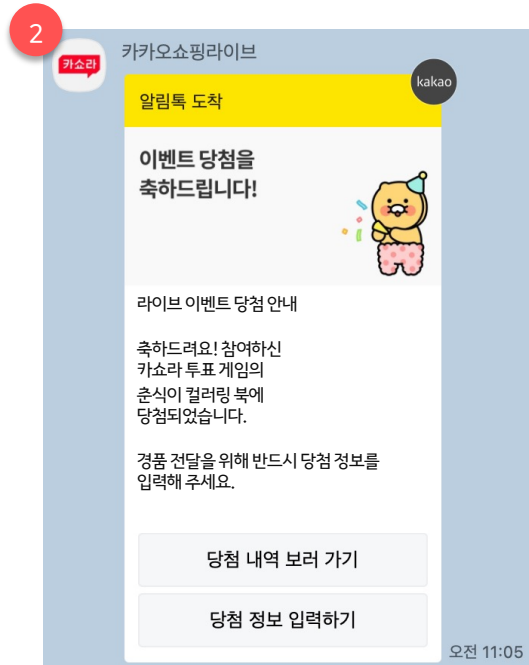 2
카쇼라
카카오쇼핑라이브
kakao
알림톡 도착
이벤트 당첨을
축하드립니다!
라이브 이벤트 당첨 안내
축하드려요! 참여하신
카쇼라 투표 게임의
춘식이 컬러링 북에
당첨되었습니다.
경품 전달을 위해 반드시 당첨 정보를
입력해 주세요.
당첨 내역 보러 가기
당첨 정보 입력하기
오전 11:05